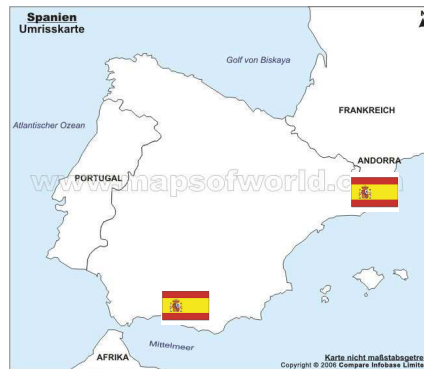 Spanien
Umrisskarte
Golf von Biskaya
FRANKREICH
Atlantischer Ozean
ANDORRA
PORTUGAL
www.mapsofworld.com
Mittelmeer
AFRIKA
Karte nicht maßstabsgetre
Copyright © 2006 Compare Infobase Limite